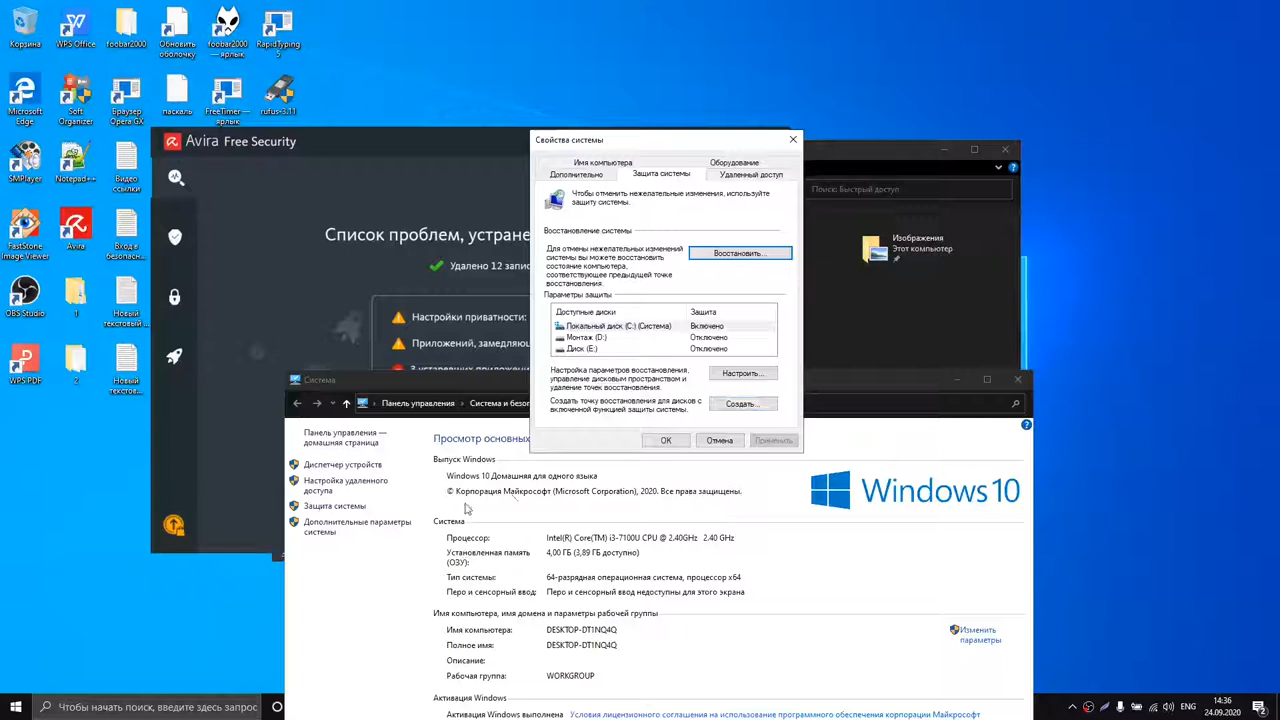 Корзина
WPS Office
foobar2000
Обновить
оболочку
foobar2000
— ярлык
RapidTyping
5
Microsoft
Edge
Soft
Organizer
Браузер
Opera GX
паскаль
FreeTimer
— ярлык
rufus-3.11
SMPlayer
Notepad++
Видео
ссылки
FastStone
Image Viewer
Avira
Вход в
безопасн...
OBS Studio
1
Новый
текстовый ...
WPS PDF
2
Новый
текстов...
Avira Free Security
Список проблем, устране
Удалено 12 запис
Настройки приватности:
Приложений, замедляющ
Поиск: Быстрый доступ
Изображения
Этот компьютер
Свойства системы
Имя компьютера
Оборудование
Дополнительно
Защита системы
Удаленный доступ
Чтобы отменить нежелательные изменения, используйте
защиту системы.
Восстановление системы
Для отмены нежелательных изменений
системы вы можете восстановить
состояние компьютера,
соответствующее предыдущей точке
восстановления.
Восстановить...
Параметры защиты
Доступные диски Защита
Локальный диск (C:) (Система) Включено
Монтаж (D:) Отключено
Диск (E:) Отключено
Настройка параметров восстановления,
управление дисковым пространством и
удаление точек восстановления.
Настроить...
Создать точку восстановления для дисков с
включенной функцией защиты системы.
Создать...
ОК
Отмена
Применить
Система
Панель управления
Система и безоп
Панель управления —
домашняя страница
Диспетчер устройств
Настройка удаленного
доступа
Защита системы
Дополнительные параметры
системы
Просмотр основных
Выпуск Windows
Windows 10 Домашняя для одного языка
© Корпорация Майкрософт (Microsoft Corporation), 2020. Все права защищены.
Windows 10
Система
Процессор: Intel(R) Core(TM) i3-7100U CPU @ 2.40GHz 2.40 GHz
Установленная память
(ОЗУ):
4,00 ГБ (3,89 ГБ доступно)
Тип системы: 64-разрядная операционная система, процессор x64
Перо и сенсорный ввод: Перо и сенсорный ввод недоступны для этого экрана
Имя компьютера, имя домена и параметры рабочей группы
Имя компьютера: DESKTOP-DT1NQ4Q
Полное имя: DESKTOP-DT1NQ4Q
Описание:
Рабочая группа: WORKGROUP
Изменить
параметры
Активация Windows
Активация Windows выполнена Условия лицензионного соглашения на использование программного обеспечения корпорации Майкрософт
Чтобы начать поиск, введите здесь запрос
ENG
14:36
24.09.2020